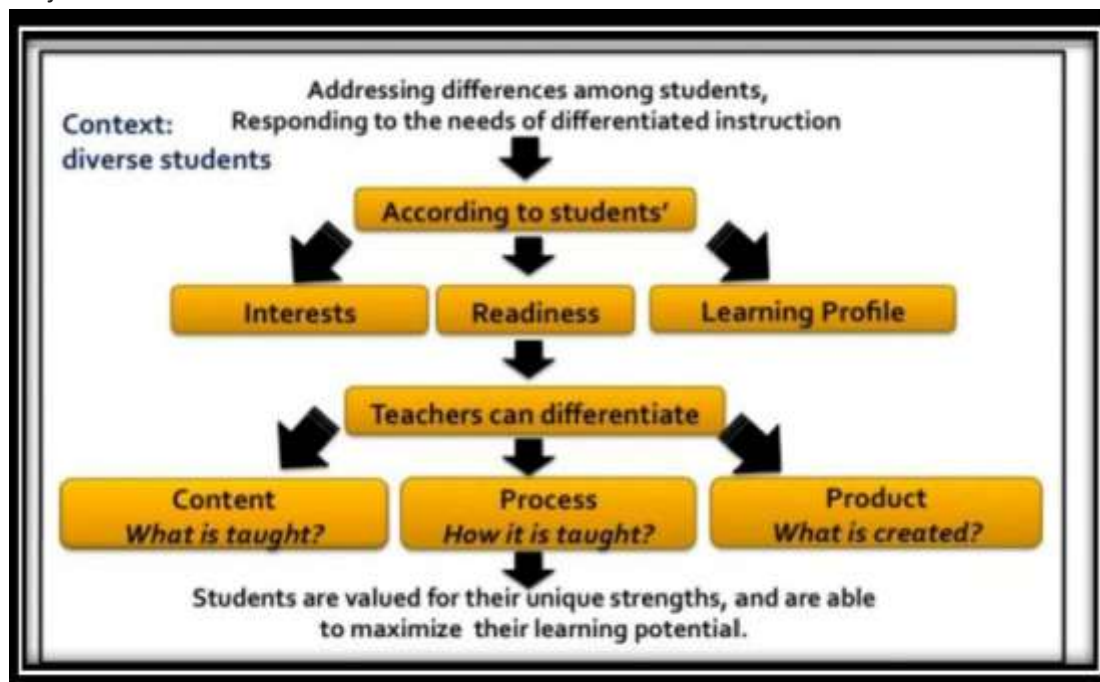 Addressing differences among students,
Context:
Responding to the needs of differentiated instruction
diverse students
According to students'
Interests
Readiness
Learning Profile
Teachers can differentiate
Content
What is taught?
Process
How it is taught?
Product
What is created?
Students are valued for their unique strengths, and are able
to maximize their learning potential.